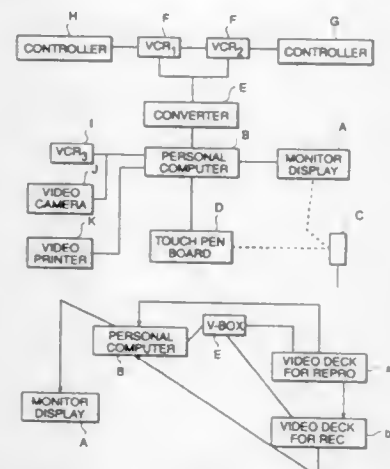 H
F
F
G
CONTROLLER
VCR1
VCR2
CONTROLLER
E
CONVERTER
I
B
A
VCR3
PERSONAL
COMPUTER
MONITOR
DISPLAY
J
VIDEO
CAMERA
K
D
C
VIDEO
PRINTER
TOUCH PEN
BOARD
PERSONAL
COMPUTER
V-BOX
B
E
VIDEO DECK
FOR REPRO
a
MONITOR
DISPLAY
A
VIDEO DECK
FOR REC
b